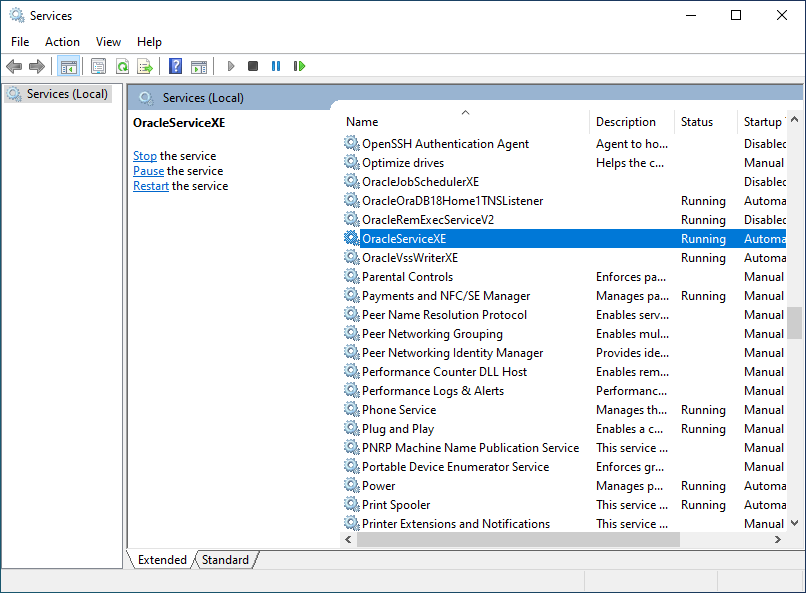 Services
File Action View Help
Services (Local)
Services (Local)
OracleServiceXE
Stop the service
Pause the service
Restart the service
Name Description Status Startup
OpenSSH Authentication Agent Agent to ho... Disabled
Optimize drives Helps the c... Manual
OracleJobSchedulerXE Disabled
OracleOraDB18Home1TNSListener Running Automa
OracleRemExecServiceV2 Running Disabled
OracleServiceXE Running Automa
OracleVssWriterXE Running Automa
Parental Controls Enforces pa... Manual
Payments and NFC/SE Manager Manages pa... Running Manual
Peer Name Resolution Protocol Enables serv... Manual
Peer Networking Grouping Enables mul... Manual
Peer Networking Identity Manager Provides ide... Manual
Performance Counter DLL Host Enables rem... Manual
Performance Logs & Alerts Performanc... Manual
Phone Service Manages th... Running Manual
Plug and Play Enables a c... Running Manual
PNRP Machine Name Publication Service This service ... Manual
Portable Device Enumerator Service Enforces gr... Manual
Power Manages p... Running Automa
Print Spooler This service ... Running Automa
Printer Extensions and Notifications This service ... Manual
Extended Standard